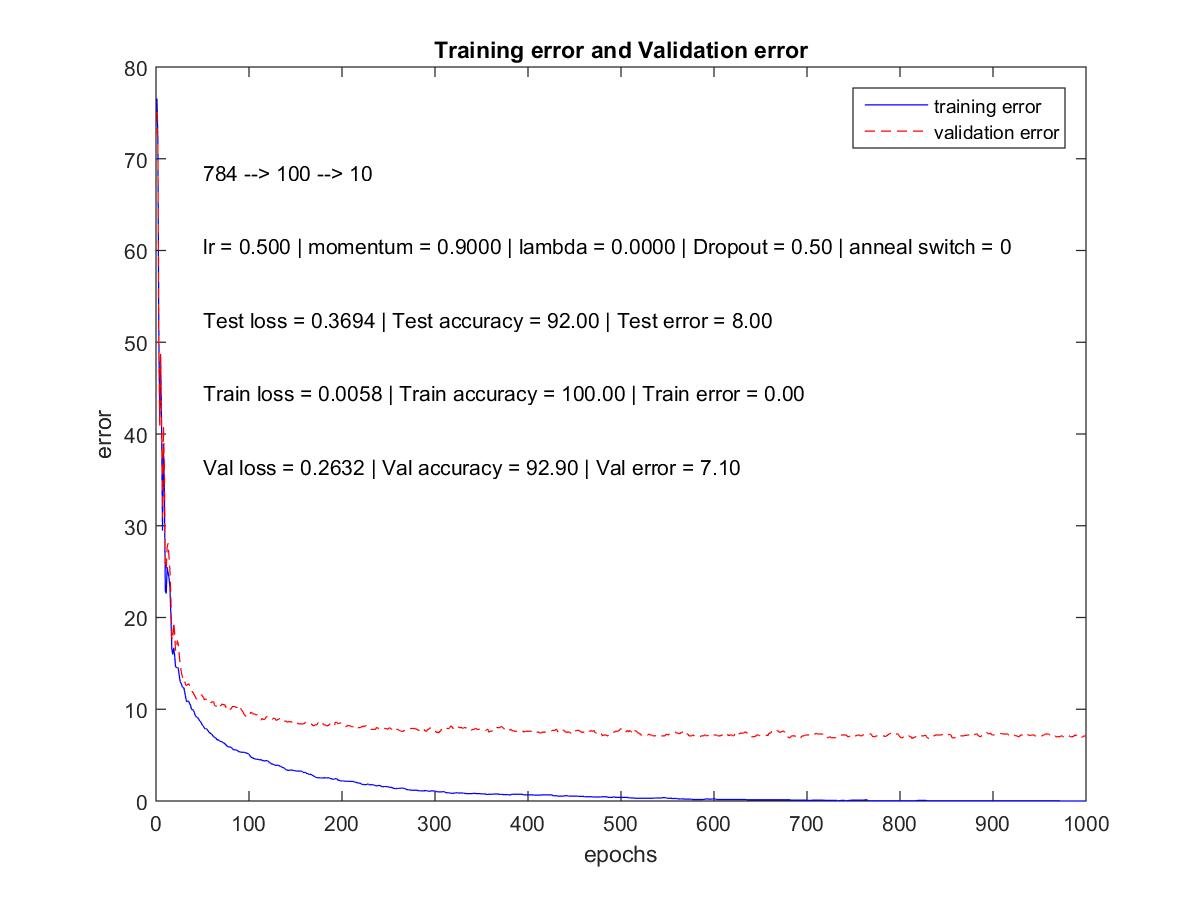 Training error and Validation error
training error
validation error
784 --> 100 --> 10
lr = 0.500 | momentum = 0.9000 | lambda = 0.0000 | Dropout = 0.50 | anneal switch = 0
Test loss = 0.3694 | Test accuracy = 92.00 | Test error = 8.00
Train loss = 0.0058 | Train accuracy = 100.00 | Train error = 0.00
Val loss = 0.2632 | Val accuracy = 92.90 | Val error = 7.10
error
80
70
60
50
40
30
20
10
0
0 100 200 300 400 500 600 700 800 900 1000
epochs